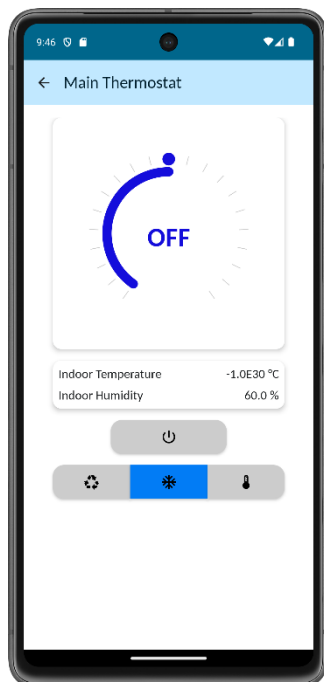 9:46
Main Thermostat
OFF
Indoor Temperature -1.0E30 °C
Indoor Humidity 60.0 %